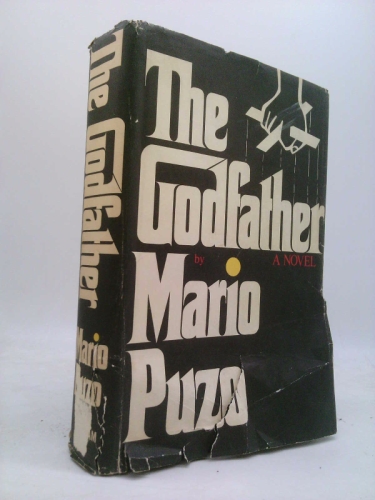 The
Godfather
by
A NOVEL
Mario
Puzo
The Godfather
Mario
Puzo